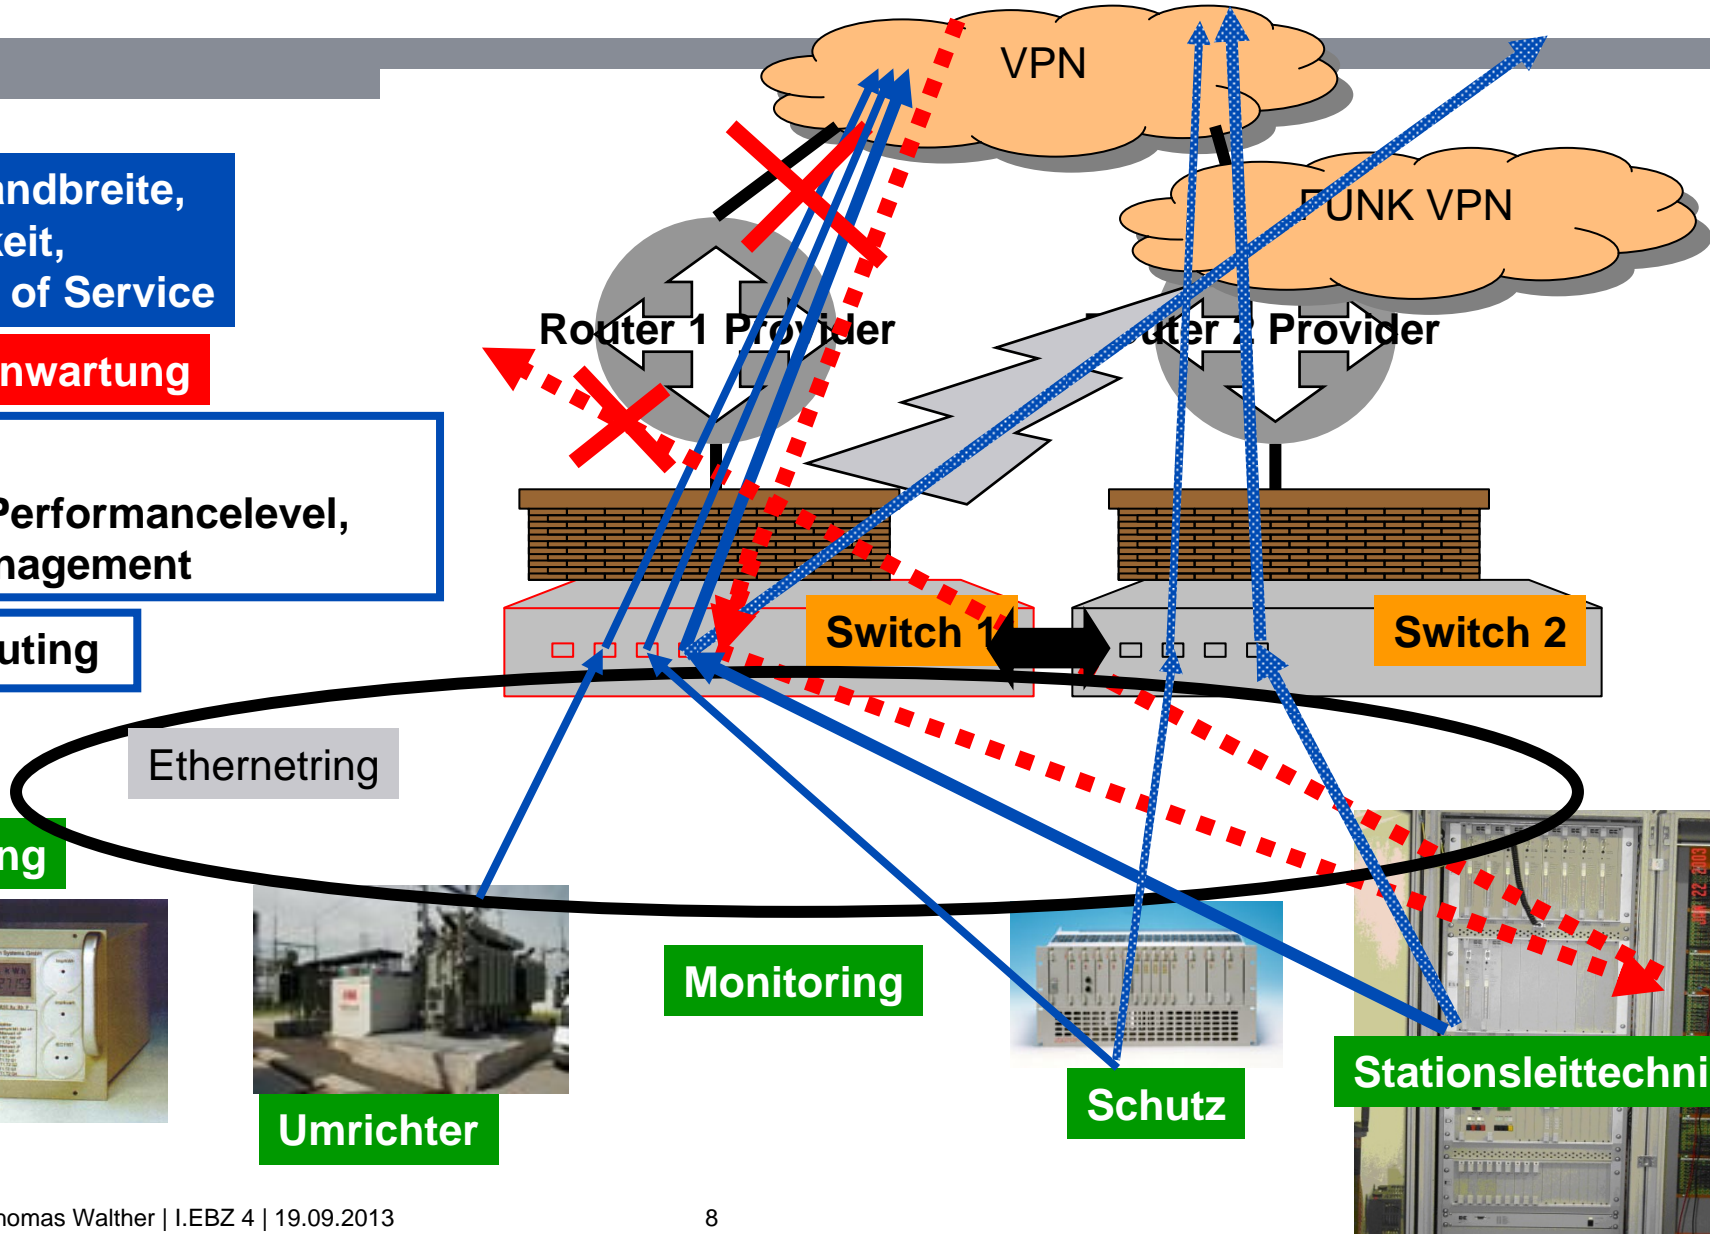 VPN
FUNK VPN
andbreite,
keit,
of Service
Router 1 Provider
uter 2 Provider
nwartung
Performancelevel,
nagement
Switch 1
Switch 2
uting
Ethernetring
ng
Monitoring
Stationsleittechni
Schutz
Umrichter
homas Walther | I.EBZ 4 | 19.09.2013
8